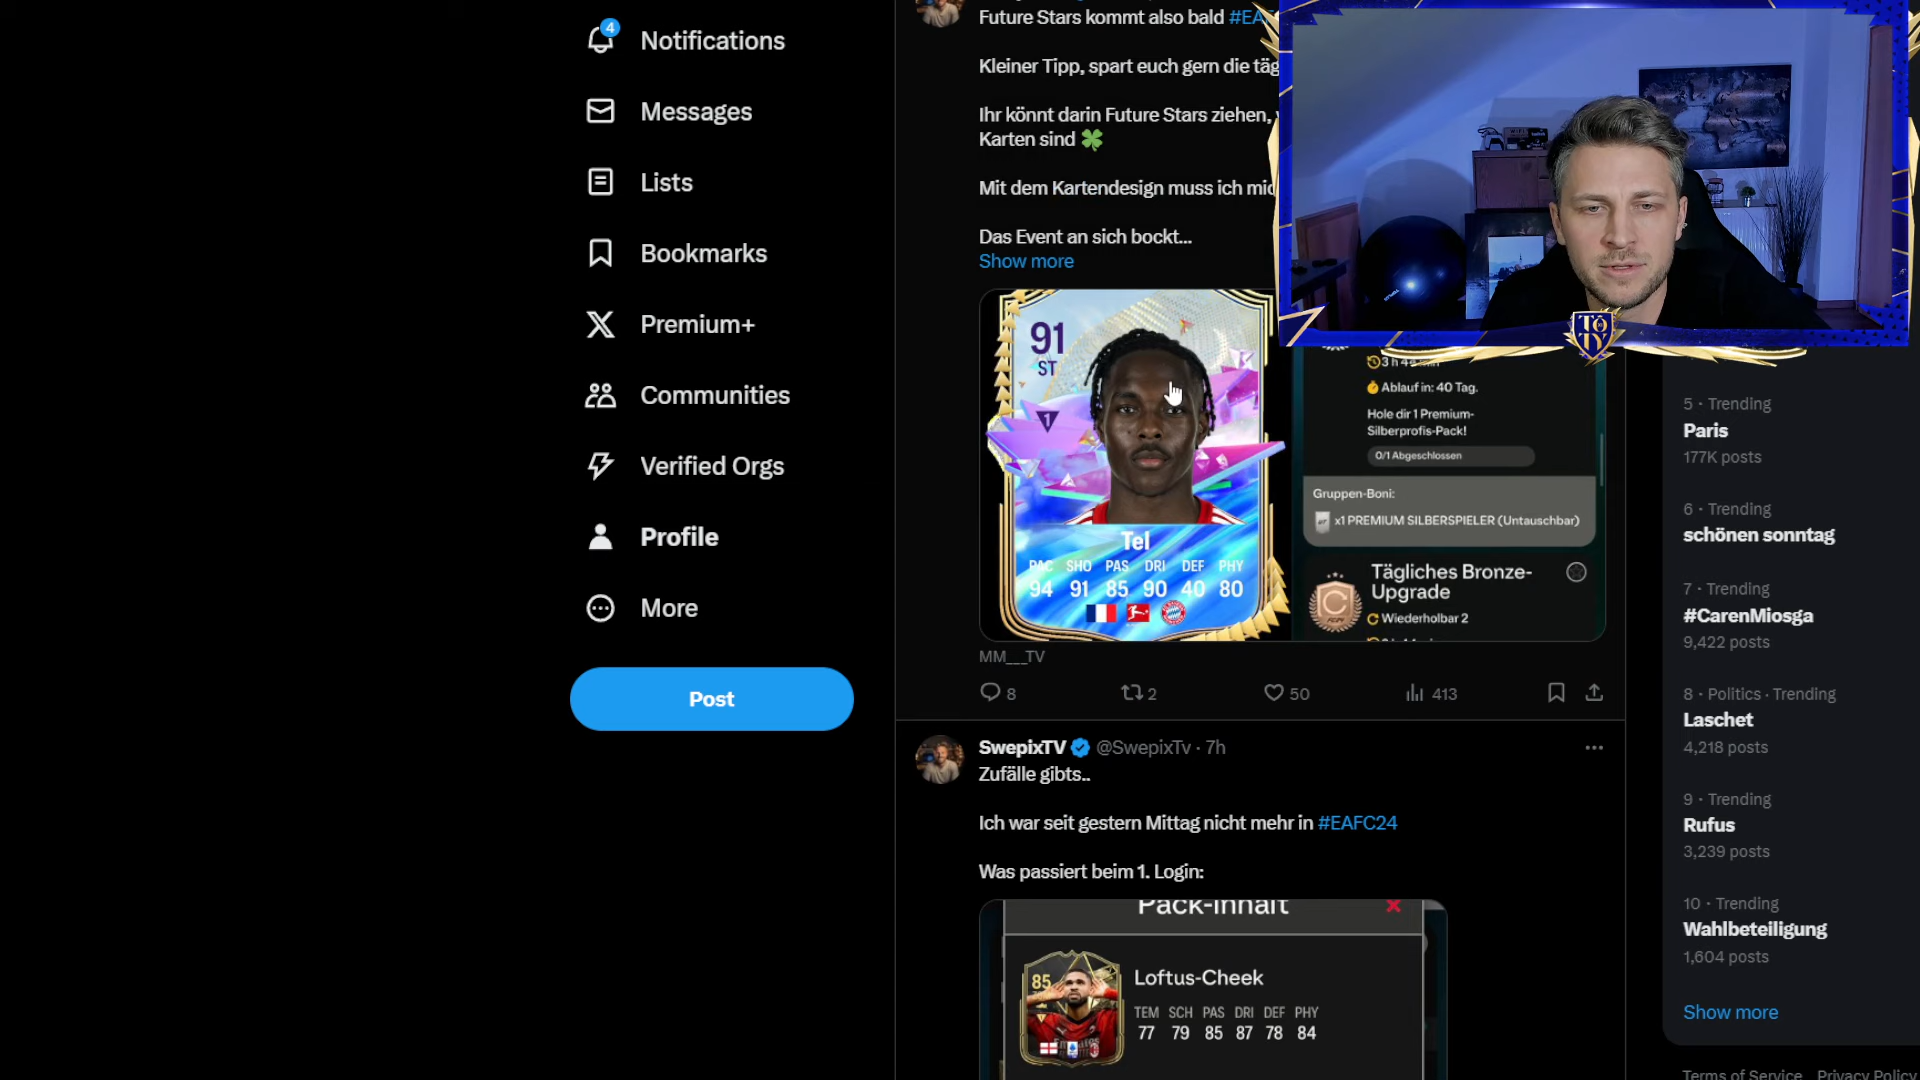 4
Notifications
Messages
Lists
Bookmarks
Premium+
Communities
Verified Orgs
Profile
More
Post
Future Stars kommt also bald #EA
Kleiner Tipp, spart euch gern die täg
Ihr könnt darin Future Stars ziehen,
Karten sind
Mit dem Kartendesign muss ich mic
Das Event an sich bockt...
Show more
91
ST
1
Tel
PAC SHO PAS DRI DEF PHY
94 91 85 90 40 80
Ablauf in: 40 Tag.
Hole dir 1 Premium-
Silberprofis-Pack!
0/1 Abgeschlossen
Gruppen-Boni:
x1 PREMIUM SILBERSPIELER (Untauschbar)
Tägliches Bronze-
Upgrade
Wiederholbar 2
MM___TV
8
2
50
413
SwepixTV @SwepixTv · 7h
Zufälle gibts..
Ich war seit gestern Mittag nicht mehr in #EAFC24
Was passiert beim 1. Login:
Pack-Inhalt
85
Loftus-Cheek
TEM SCH PAS DRI DEF PHY
77 79 85 87 78 84
TO
TY
5 · Trending
Paris
177K posts
6 · Trending
schönen sonntag
7 · Trending
#CarenMiosga
9,422 posts
8 · Politics · Trending
Laschet
4,218 posts
9 · Trending
Rufus
3,239 posts
10 · Trending
Wahlbeteiligung
1,604 posts
Show more
Terms of Service Privacy Policy